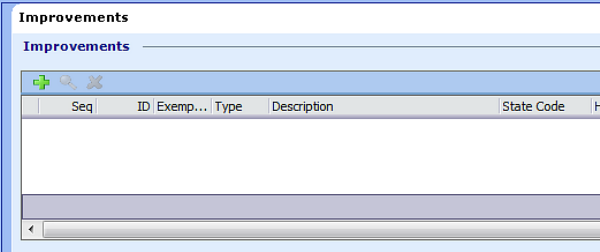 Improvements
Improvements
Seq ID Exemp... Type Description State Code H